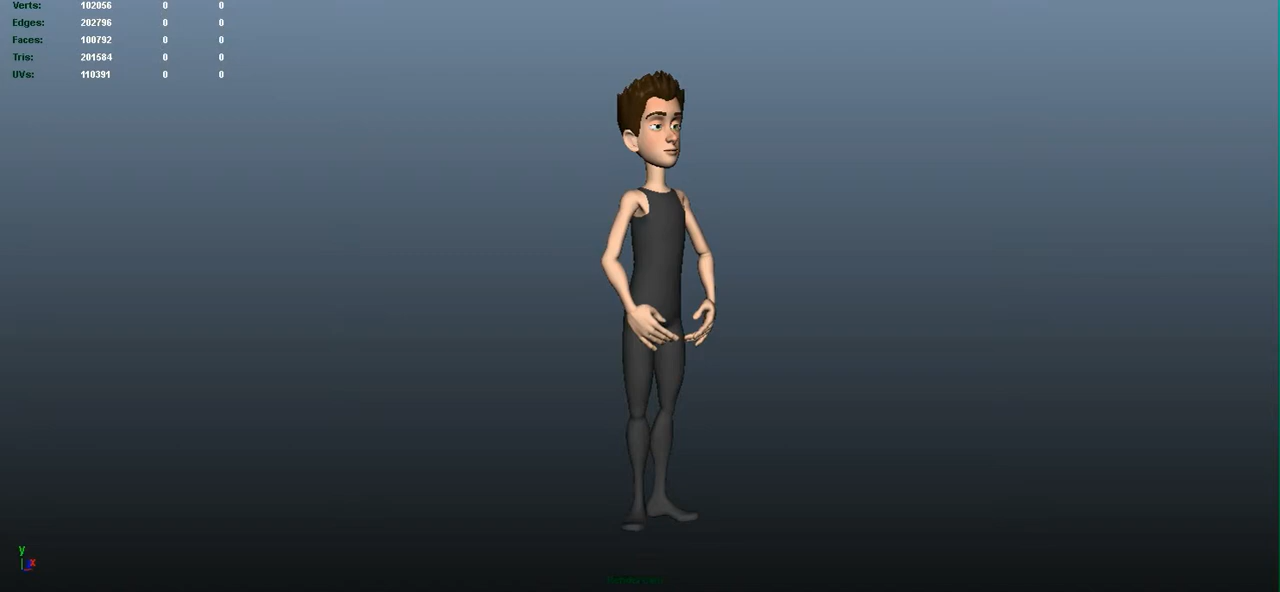 Verts: 102056 0 0
Edges: 202796 0 0
Faces: 100792 0 0
Tris: 201584 0 0
UVs: 110391 0 0
y
x